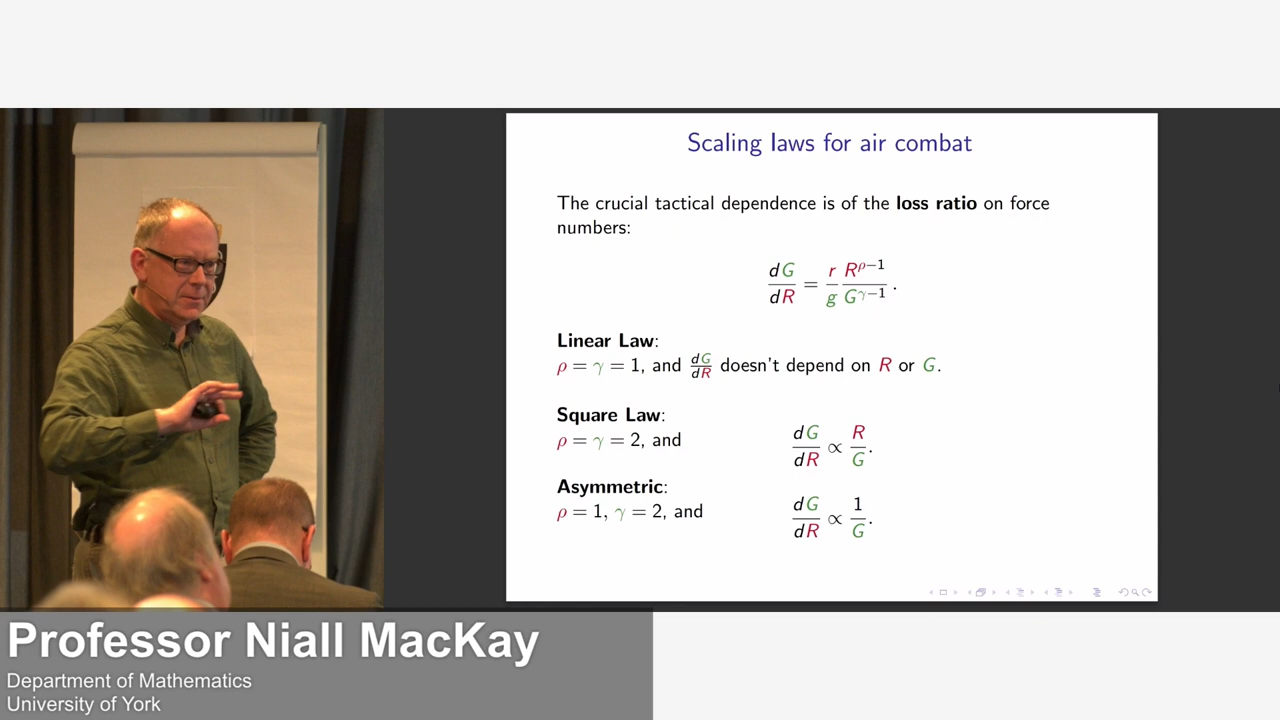 Scaling laws for air combat
The crucial tactical dependence is of the loss ratio on force
numbers:
dG/dR = r/g R^{ρ−1}/G^{γ−1} .
Linear Law:
ρ = γ = 1, and dG/dR doesn't depend on R or G.
Square Law:
ρ = γ = 2, and dG/dR ∝ R/G.
Asymmetric:
ρ = 1, γ = 2, and dG/dR ∝ 1/G.
Professor Niall MacKay
Department of Mathematics
University of York